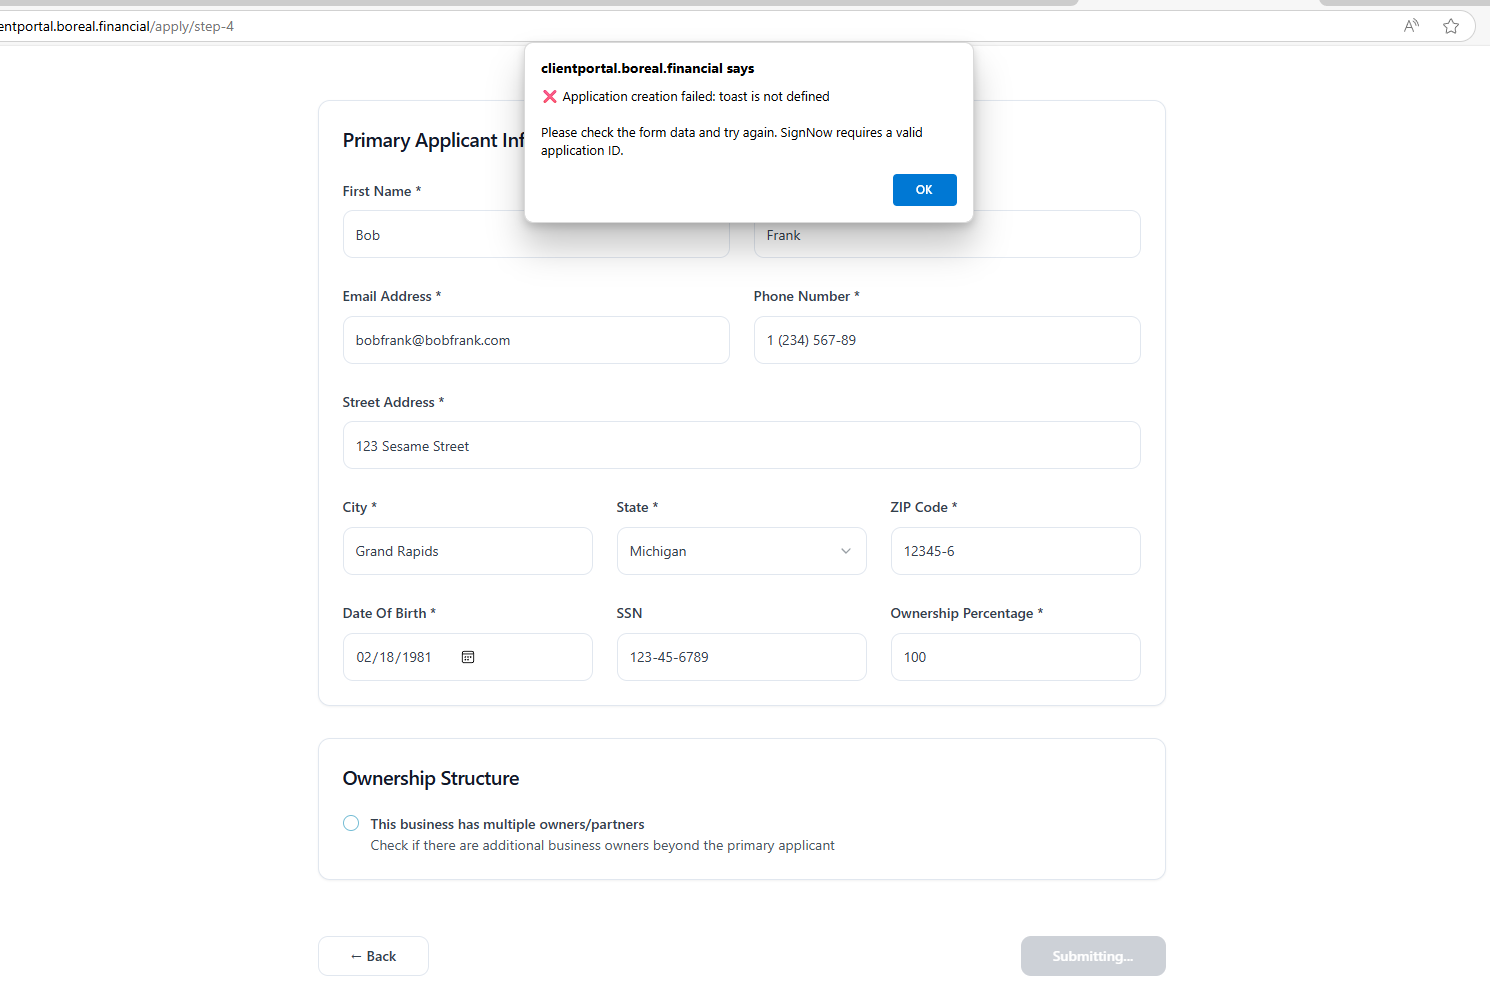 entportal.boreal.financial/apply/step-4
clientportal.boreal.financial says
❌ Application creation failed: toast is not defined
Please check the form data and try again. SignNow requires a valid
application ID.
OK
Primary Applicant Inf
First Name *
Bob
Frank
Email Address *
Phone Number *
bobfrank@bobfrank.com
1 (234) 567-89
Street Address *
123 Sesame Street
City *
State *
ZIP Code *
Grand Rapids
Michigan
12345-6
Date Of Birth *
SSN
Ownership Percentage *
02/18/1981
123-45-6789
100
Ownership Structure
This business has multiple owners/partners
Check if there are additional business owners beyond the primary applicant
← Back
Submitting...